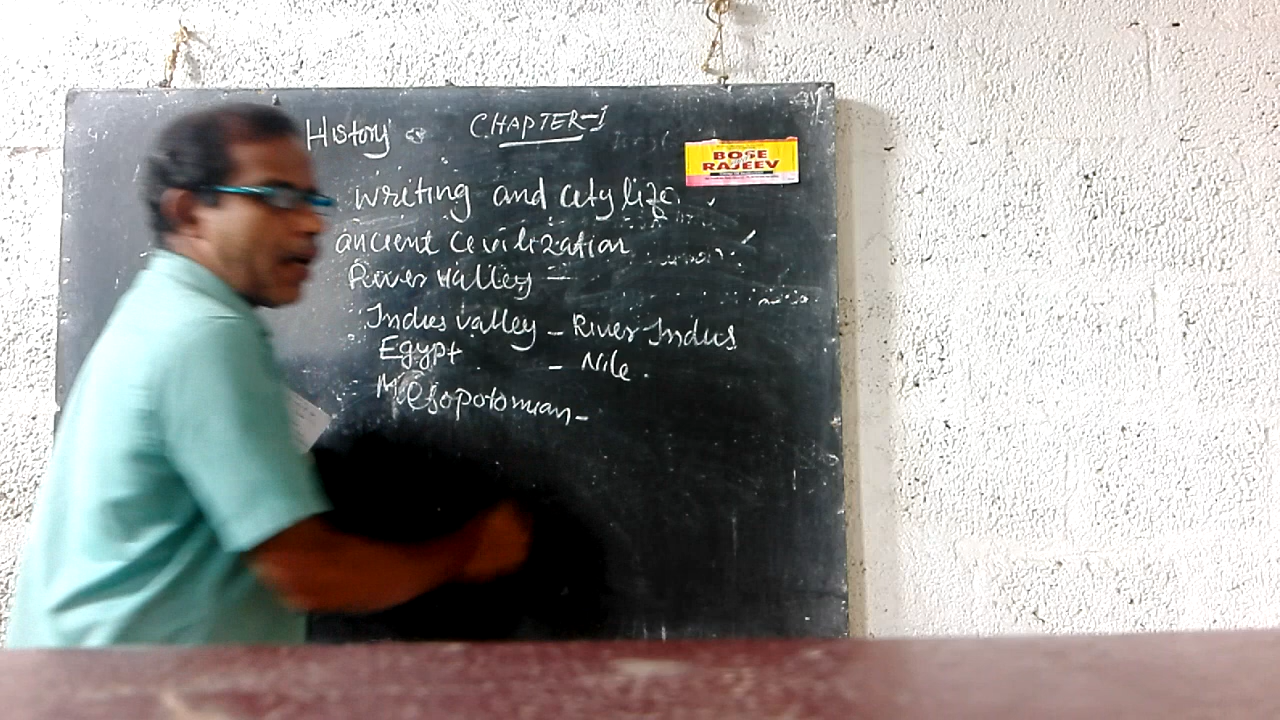 History
CHAPTER-1
BOSE
RAJEEV
writing and city life.
ancient Civilization
River Valley =
Indus Valley - River Indus
Egypt - Nile.
Mesopotomian-